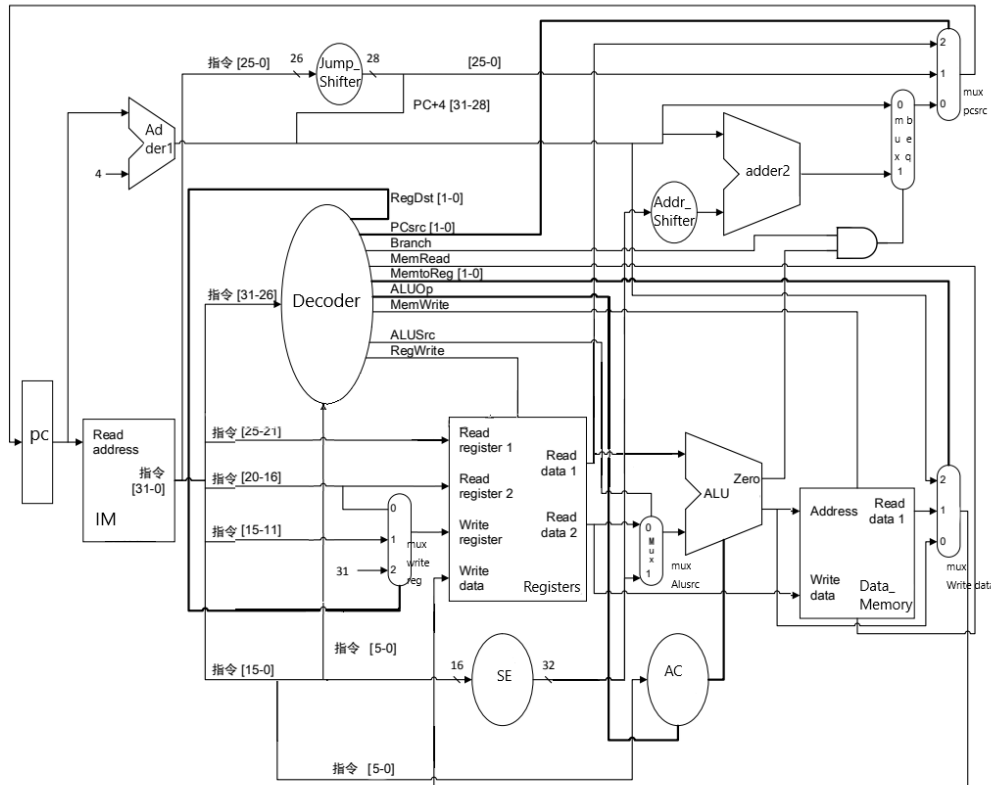 指令 [25-0]
26
Jump_
Shifter
28
[25-0]
2
1
0
mux
pcsrc
PC+4 [31-28]
Ad
der1
4
0
m
u
x
1
b
e
q
adder2
Addr_
Shifter
RegDst [1-0]
PCsrc [1-0]
Branch
MemRead
MemtoReg [1-0]
ALUOp
MemWrite
ALUSrc
RegWrite
Decoder
指令 [31-26]
pc
Read
address
指令
[31-0]
IM
指令 [25-21]
指令 [20-16]
指令 [15-11]
31
0
1
2
mux
write
reg
Read
register 1
Read
register 2
Write
register
Write
data
Read
data 1
Read
data 2
Registers
0
M
u
x
1
mux
Alusrc
Zero
ALU
Address
Read
data 1
Write
data
Data_
Memory
2
1
0
mux
Write data
指令 [5-0]
指令 [15-0]
16
SE
32
AC
指令 [5-0]